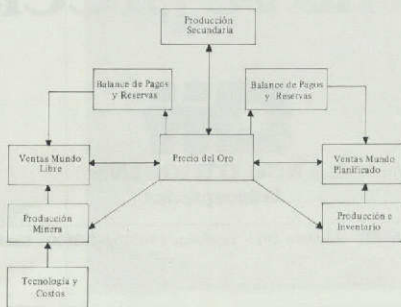 Producción
Secundaria
Balance de Pagos
y Reservas
Balance de Pagos
y Reservas
Ventas Mundo
Libre
Precio del Oro
Ventas Mundo
Planificado
Producción
Minera
Producción e
Inventario
Tecnología y
Costos